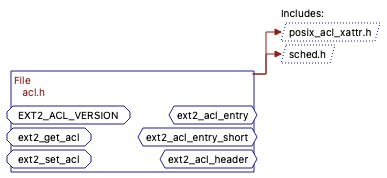 Includes:
posix_acl_xattr.h
sched.h
File
acl.h
EXT2_ACL_VERSION
ext2_acl_entry
ext2_get_acl
ext2_acl_entry_short
ext2_set_acl
ext2_acl_header